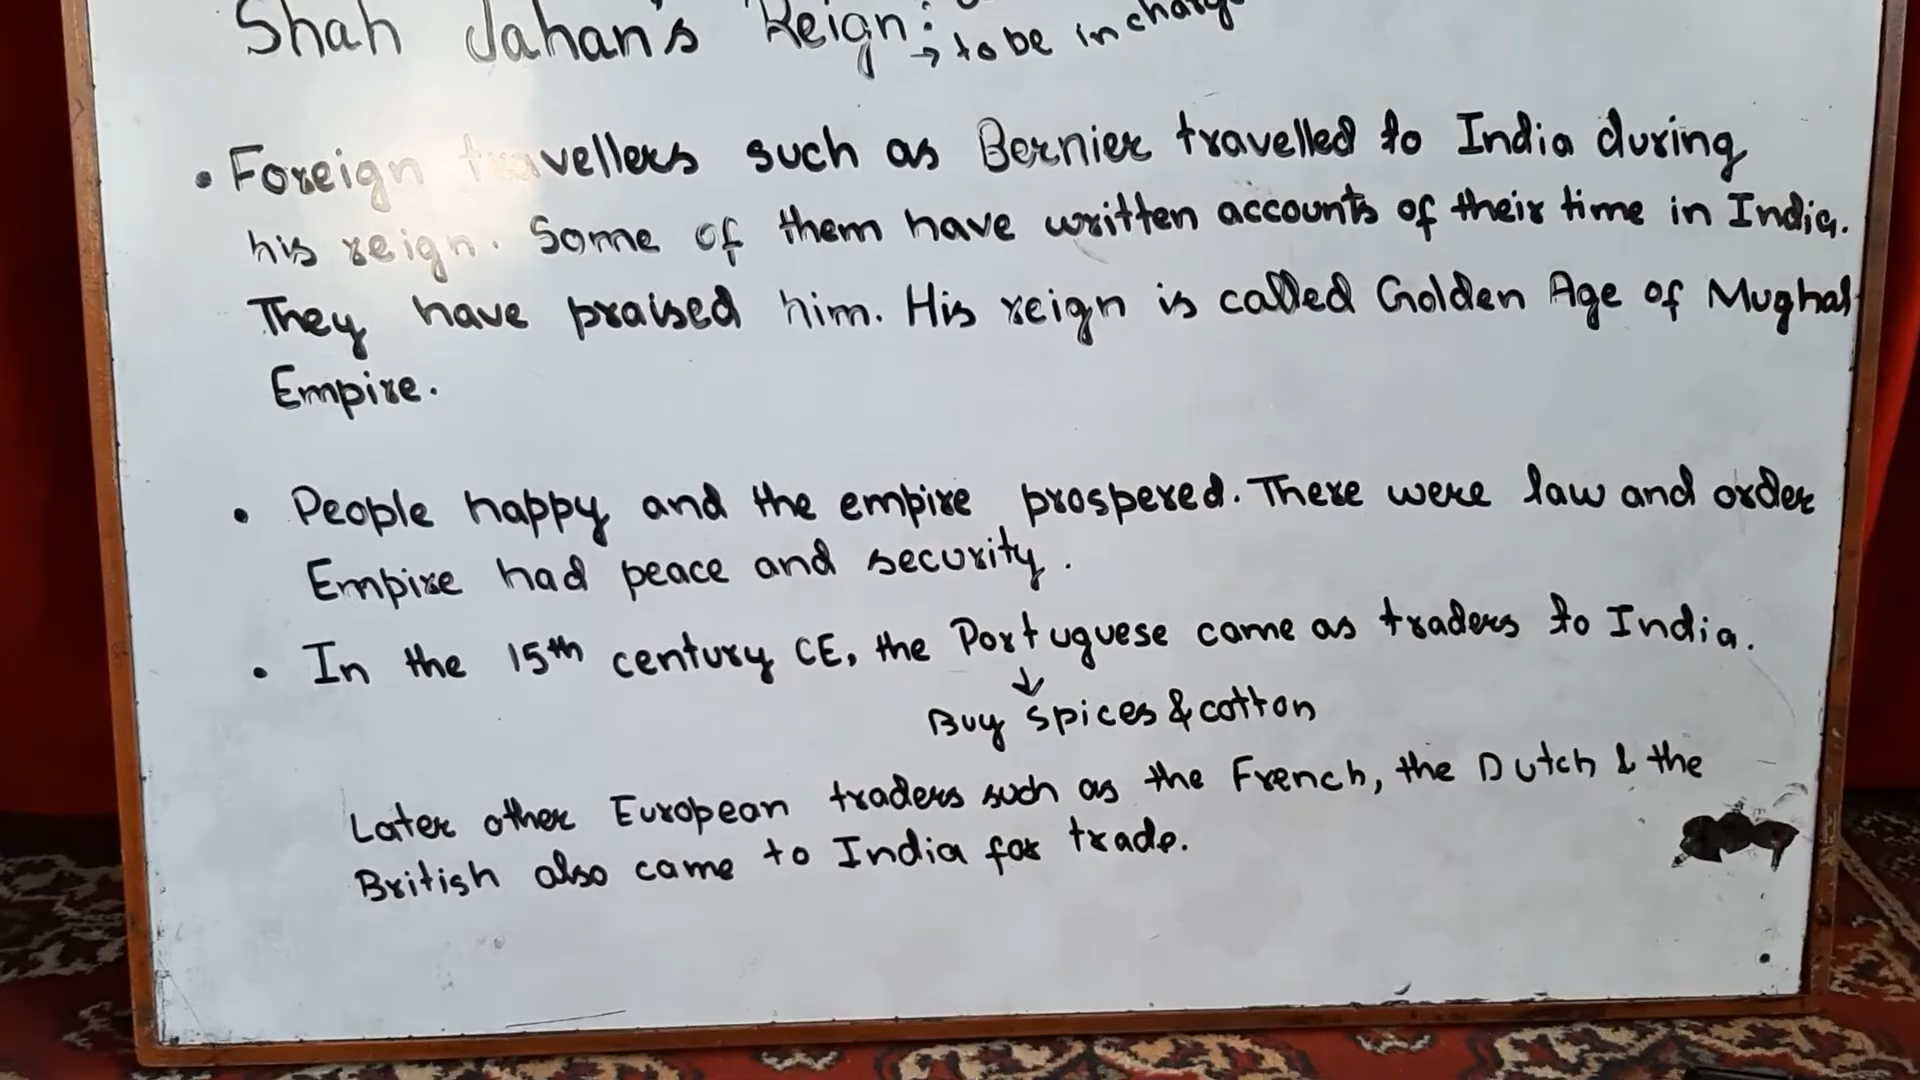 Shah Jahan's Reign:
→ to be in charge
• Foreign travellers such as Bernier travelled to India during
his reign. Some of them have written accounts of their time in India.
They have praised him. His reign is called Golden Age of Mughal
Empire.
• People happy and the empire prospered. There were law and order
Empire had peace and security.
• In the 15th century CE, the Portuguese came as traders to India.
↓
Buy spices & cotton
Later other European traders such as the French, the Dutch & the
British also came to India for trade.